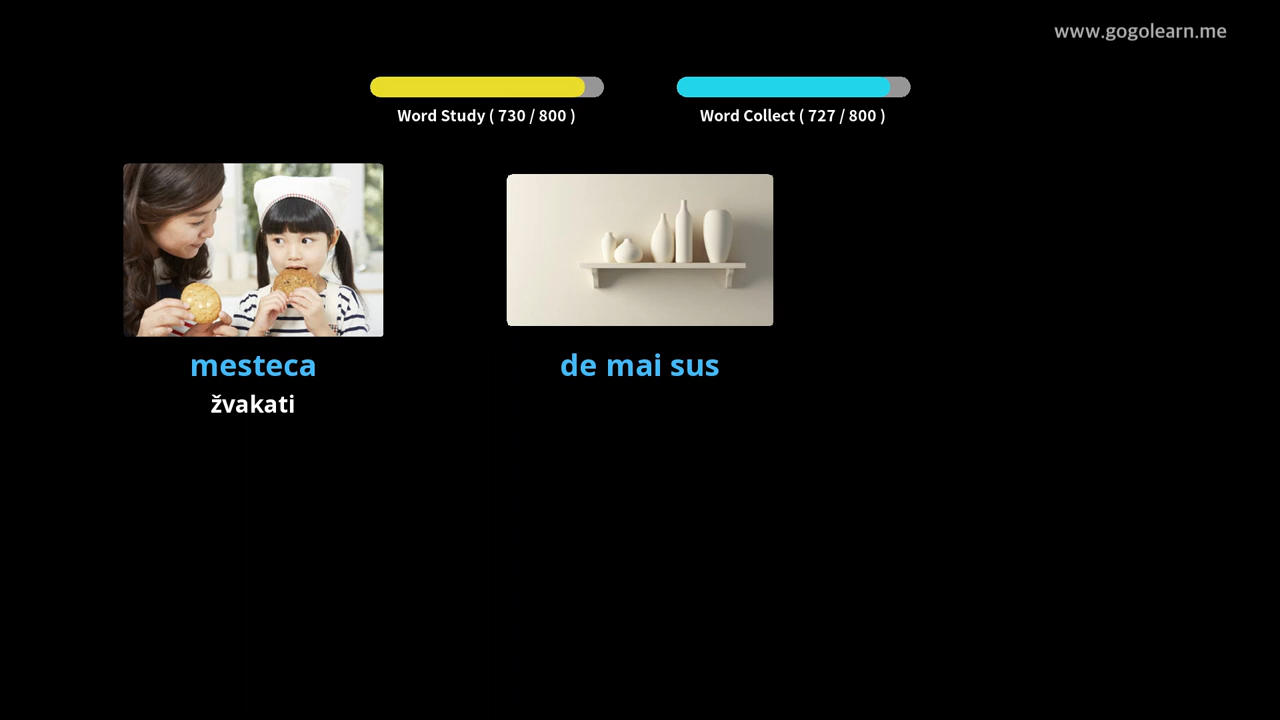 www.gogolearn.me
Word Study ( 730 / 800 )
Word Collect ( 727 / 800 )
mesteca
de mai sus
žvakati